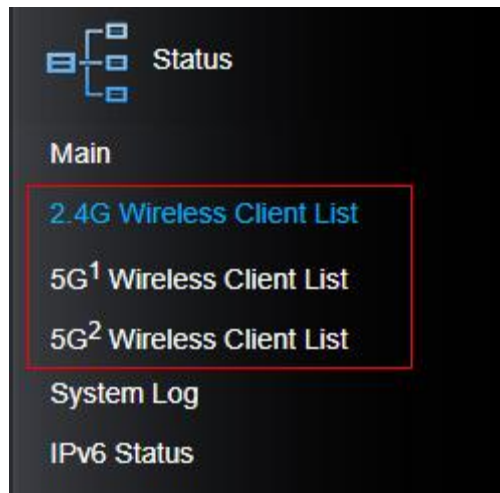 Status
Main
2.4G Wireless Client List
5G¹ Wireless Client List
5G² Wireless Client List
System Log
IPv6 Status